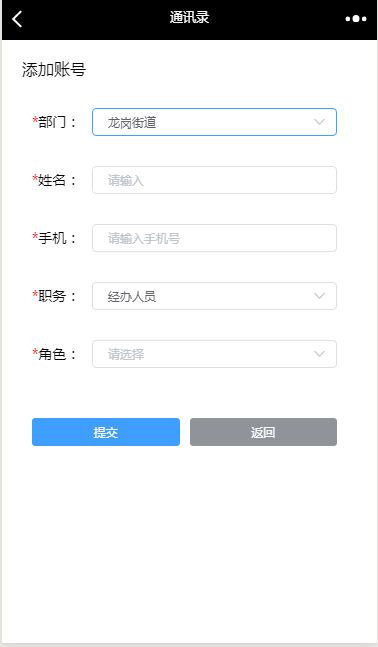 通讯录
添加账号
*部门： 龙岗街道
*姓名： 请输入
*手机： 请输入手机号
*职务： 经办人员
*角色： 请选择
提交 返回